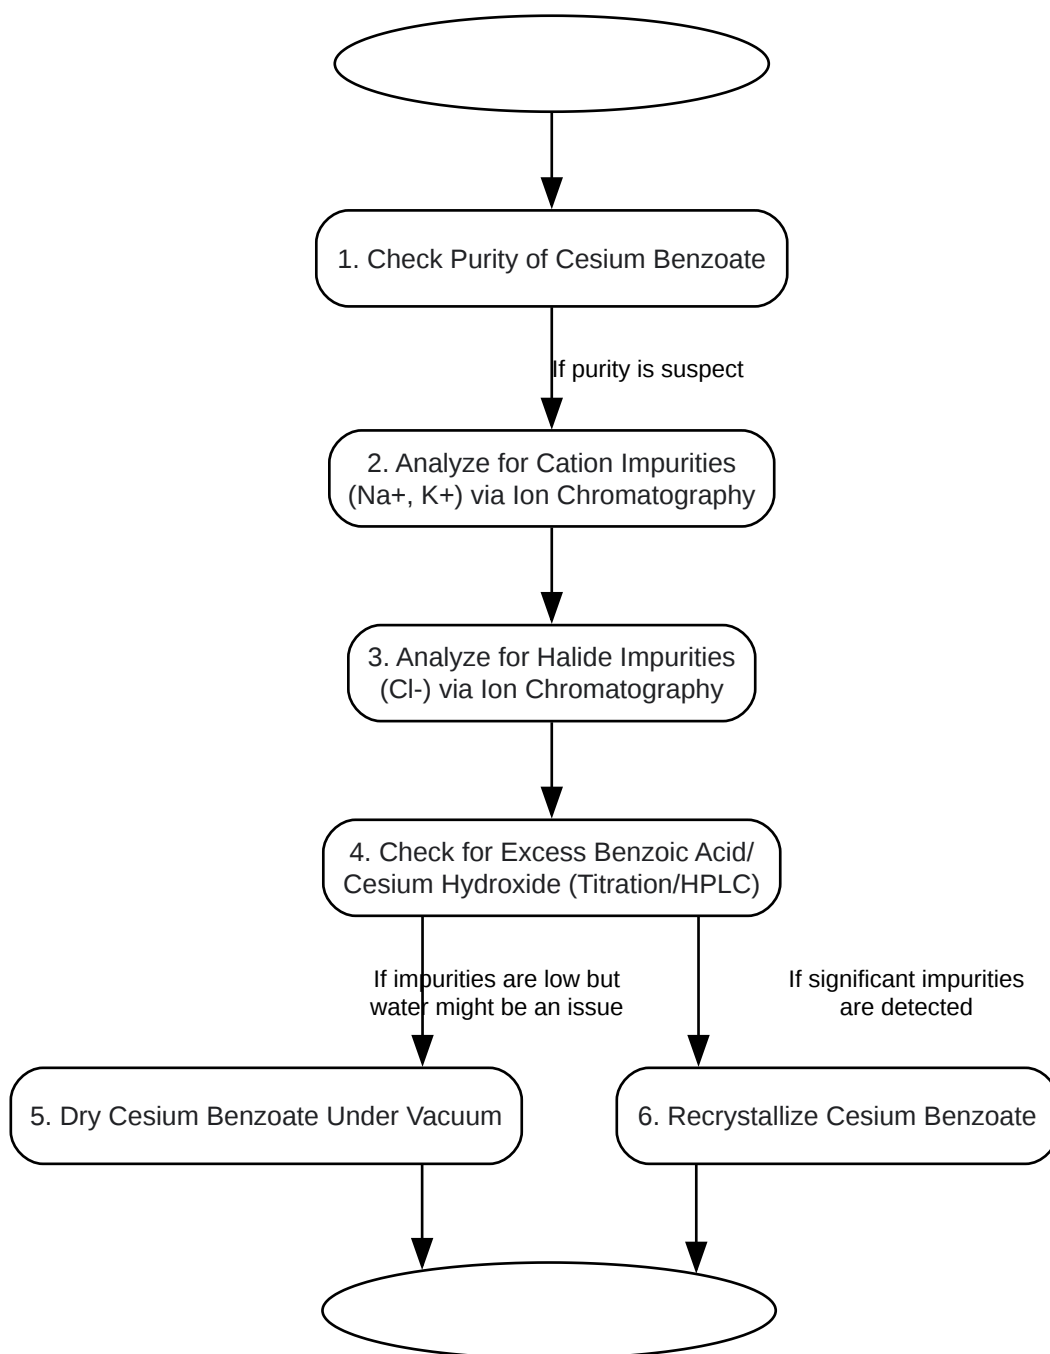 1. Check Purity of Cesium Benzoate
If purity is suspect
2. Analyze for Cation Impurities
(Na+, K+) via Ion Chromatography
3. Analyze for Halide Impurities
(Cl-) via Ion Chromatography
4. Check for Excess Benzoic Acid/
Cesium Hydroxide (Titration/HPLC)
If impurities are low but
water might be an issue
If significant impurities
are detected
5. Dry Cesium Benzoate Under Vacuum
6. Recrystallize Cesium Benzoate